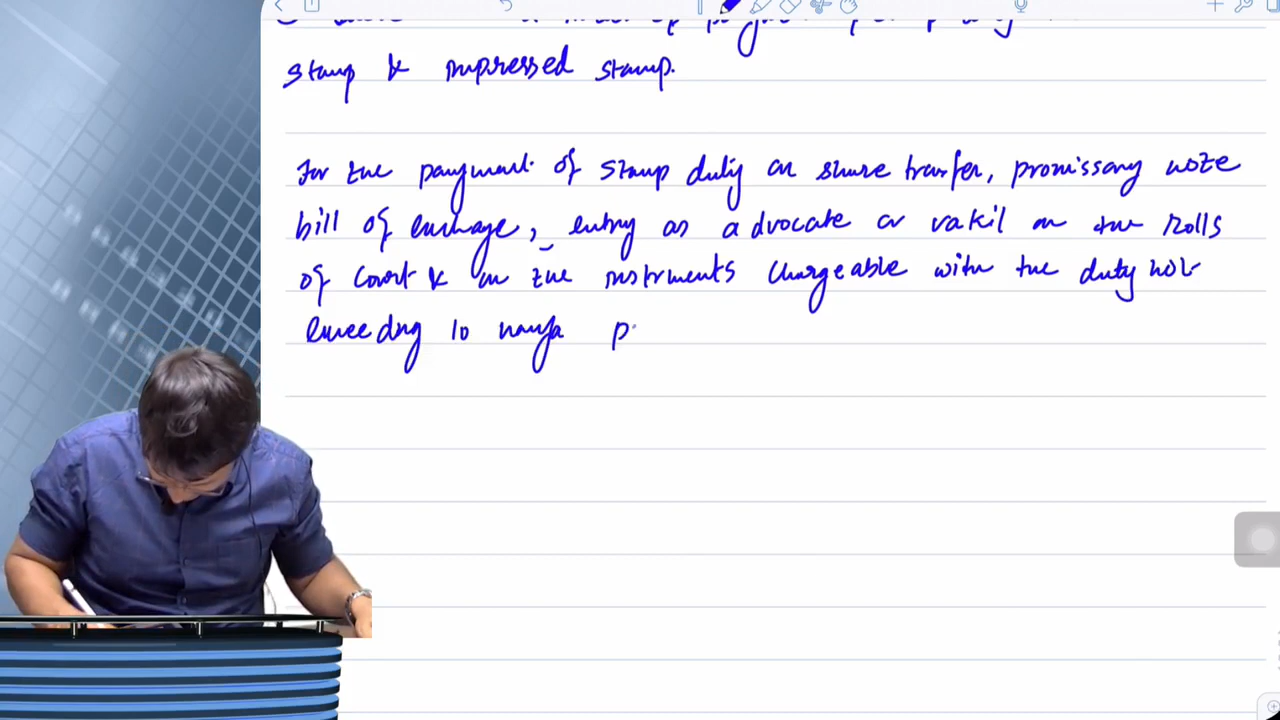 stamp & impressed stamp.
For the payment of stamp duty on share transfer, promissory note
bill of exchange, entry as advocate or vakil on the rolls
of court & on the instruments chargeable with the duty not
exceeding 10 naya p